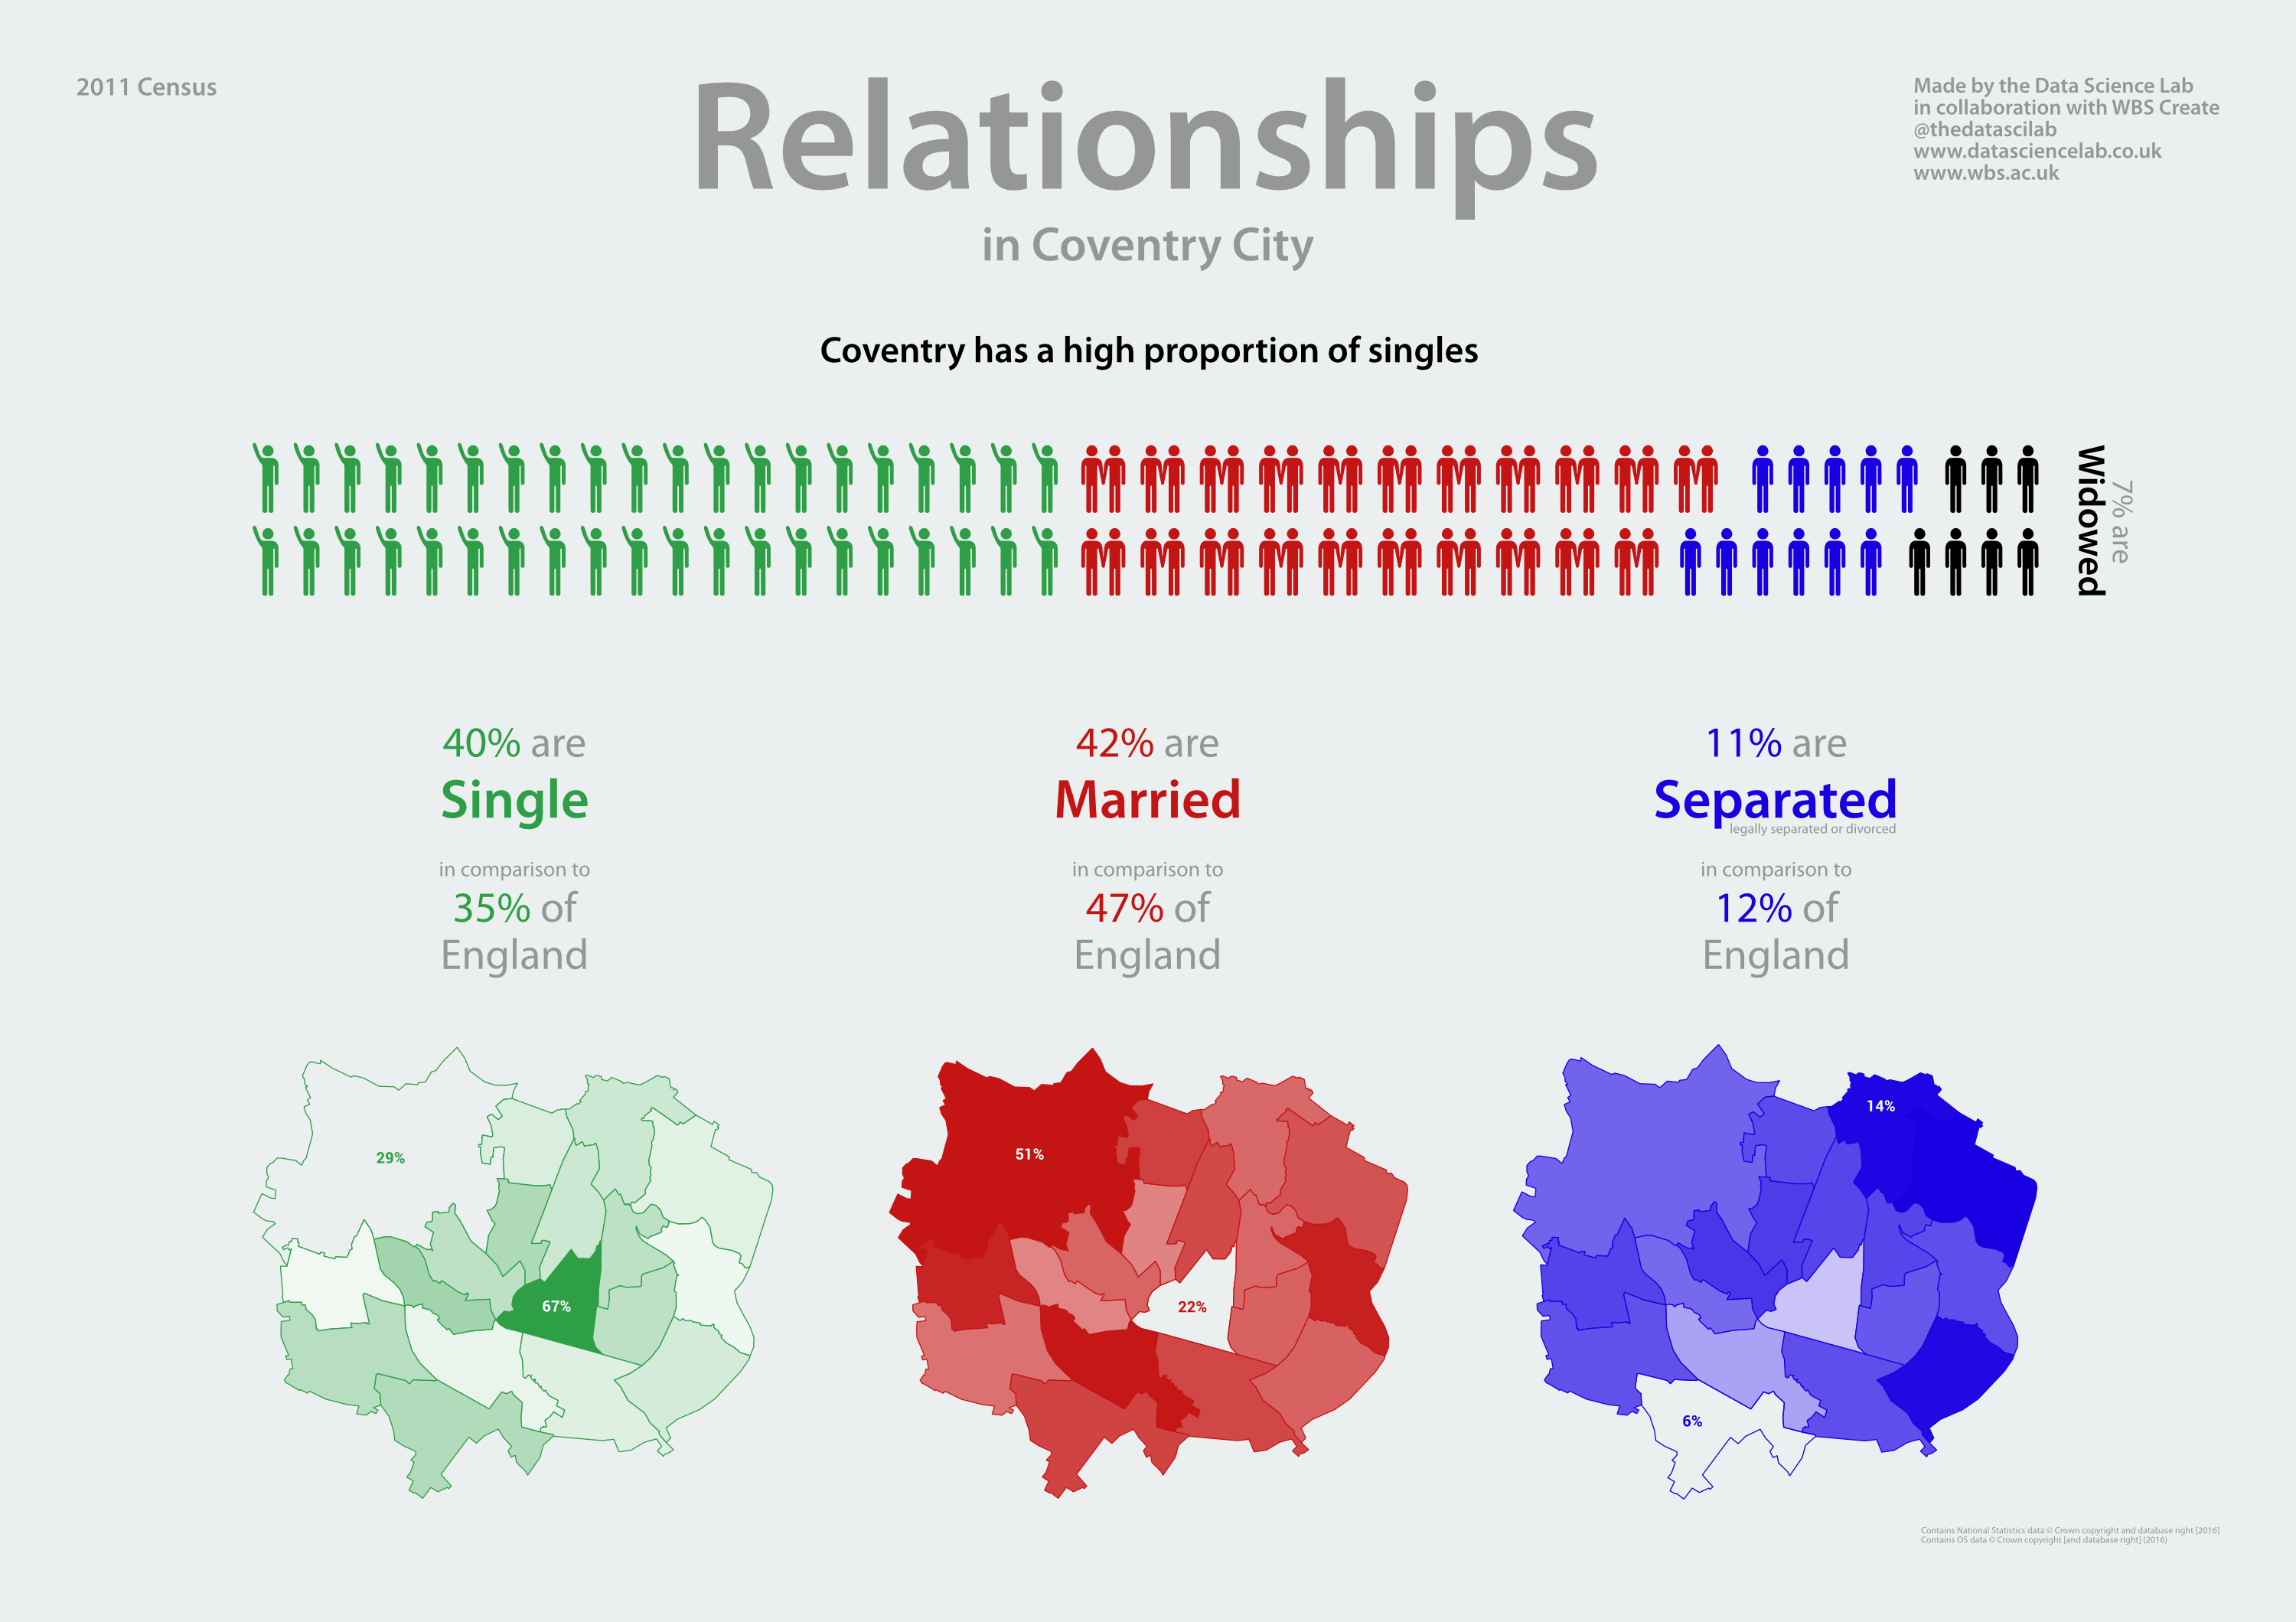 2011 Census
Relationships
in Coventry City
Made by the Data Science Lab
in collaboration with WBS Create
@thedatascilab
www.datasciencelab.co.uk
www.wbs.ac.uk
Coventry has a high proportion of singles
7% are
Widowed
40% are
Single
in comparison to
35% of
England
42% are
Married
in comparison to
47% of
England
11% are
Separated
legally separated or divorced
in comparison to
12% of
England
29%
67%
51%
22%
14%
6%
Contains National Statistics data © Crown copyright and database right [2016]
Contains OS data © Crown copyright [and database right] (2016)